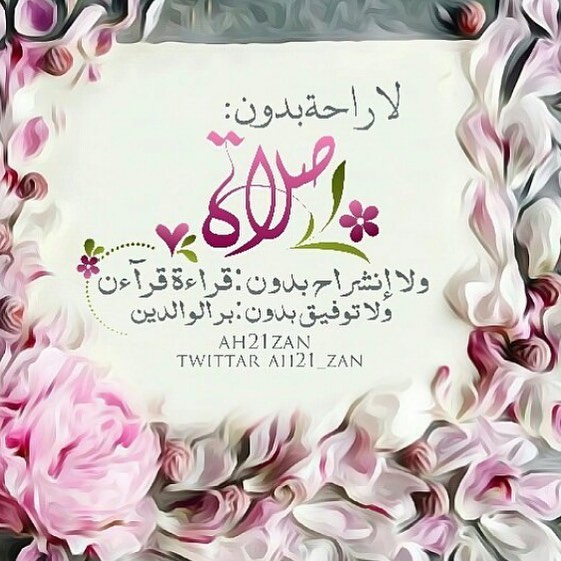 لا راحة بدون:
صلاة
ولا إنشراح بدون: قراءة قرآءن
ولا توفيق بدون: بر الوالدين
AH21ZAN
TWITTAR AH21_ZAN